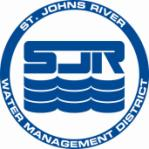 ST. JOHNS RIVER
SJR
WATER MANAGEMENT DISTRICT